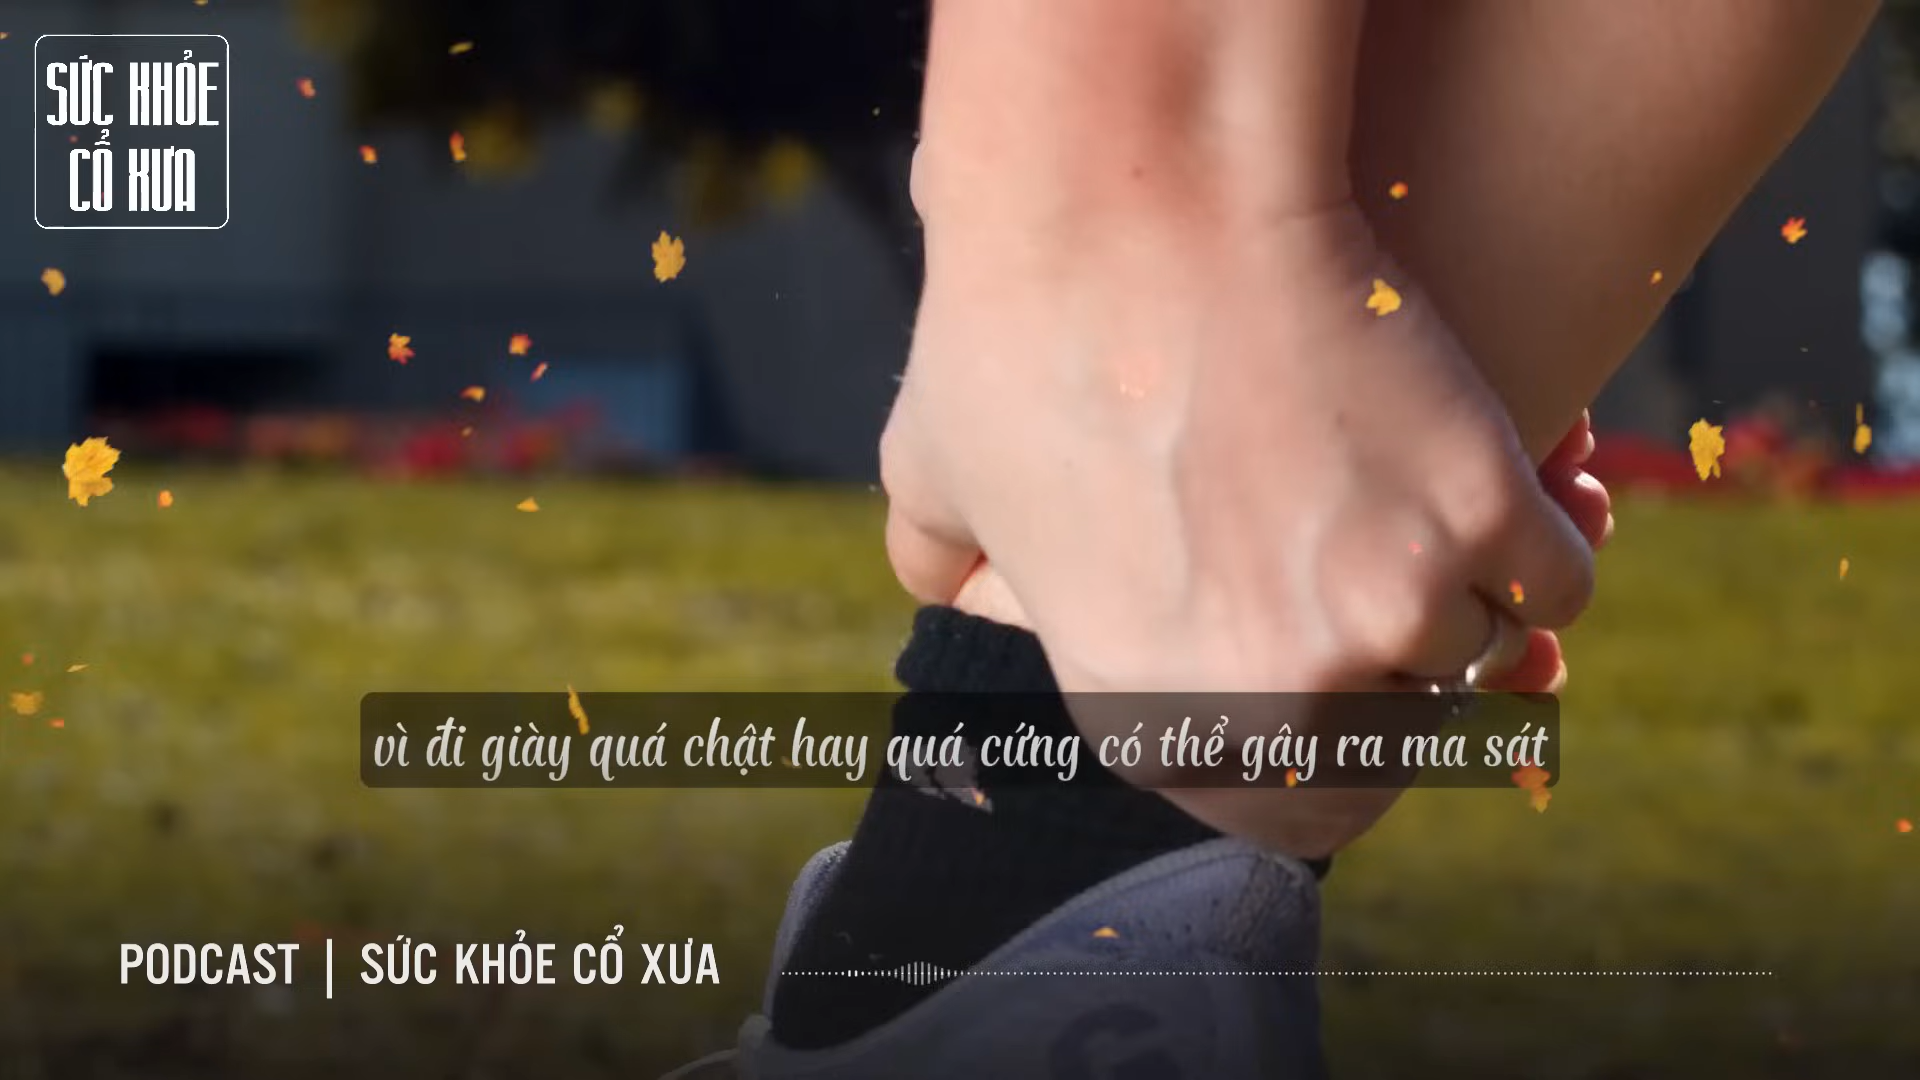 SỨC KHỎE
CỔ XƯA
vì đi giày quá chật hay quá cứng có thể gây ra ma sát
PODCAST | SỨC KHỎE CỔ XƯA